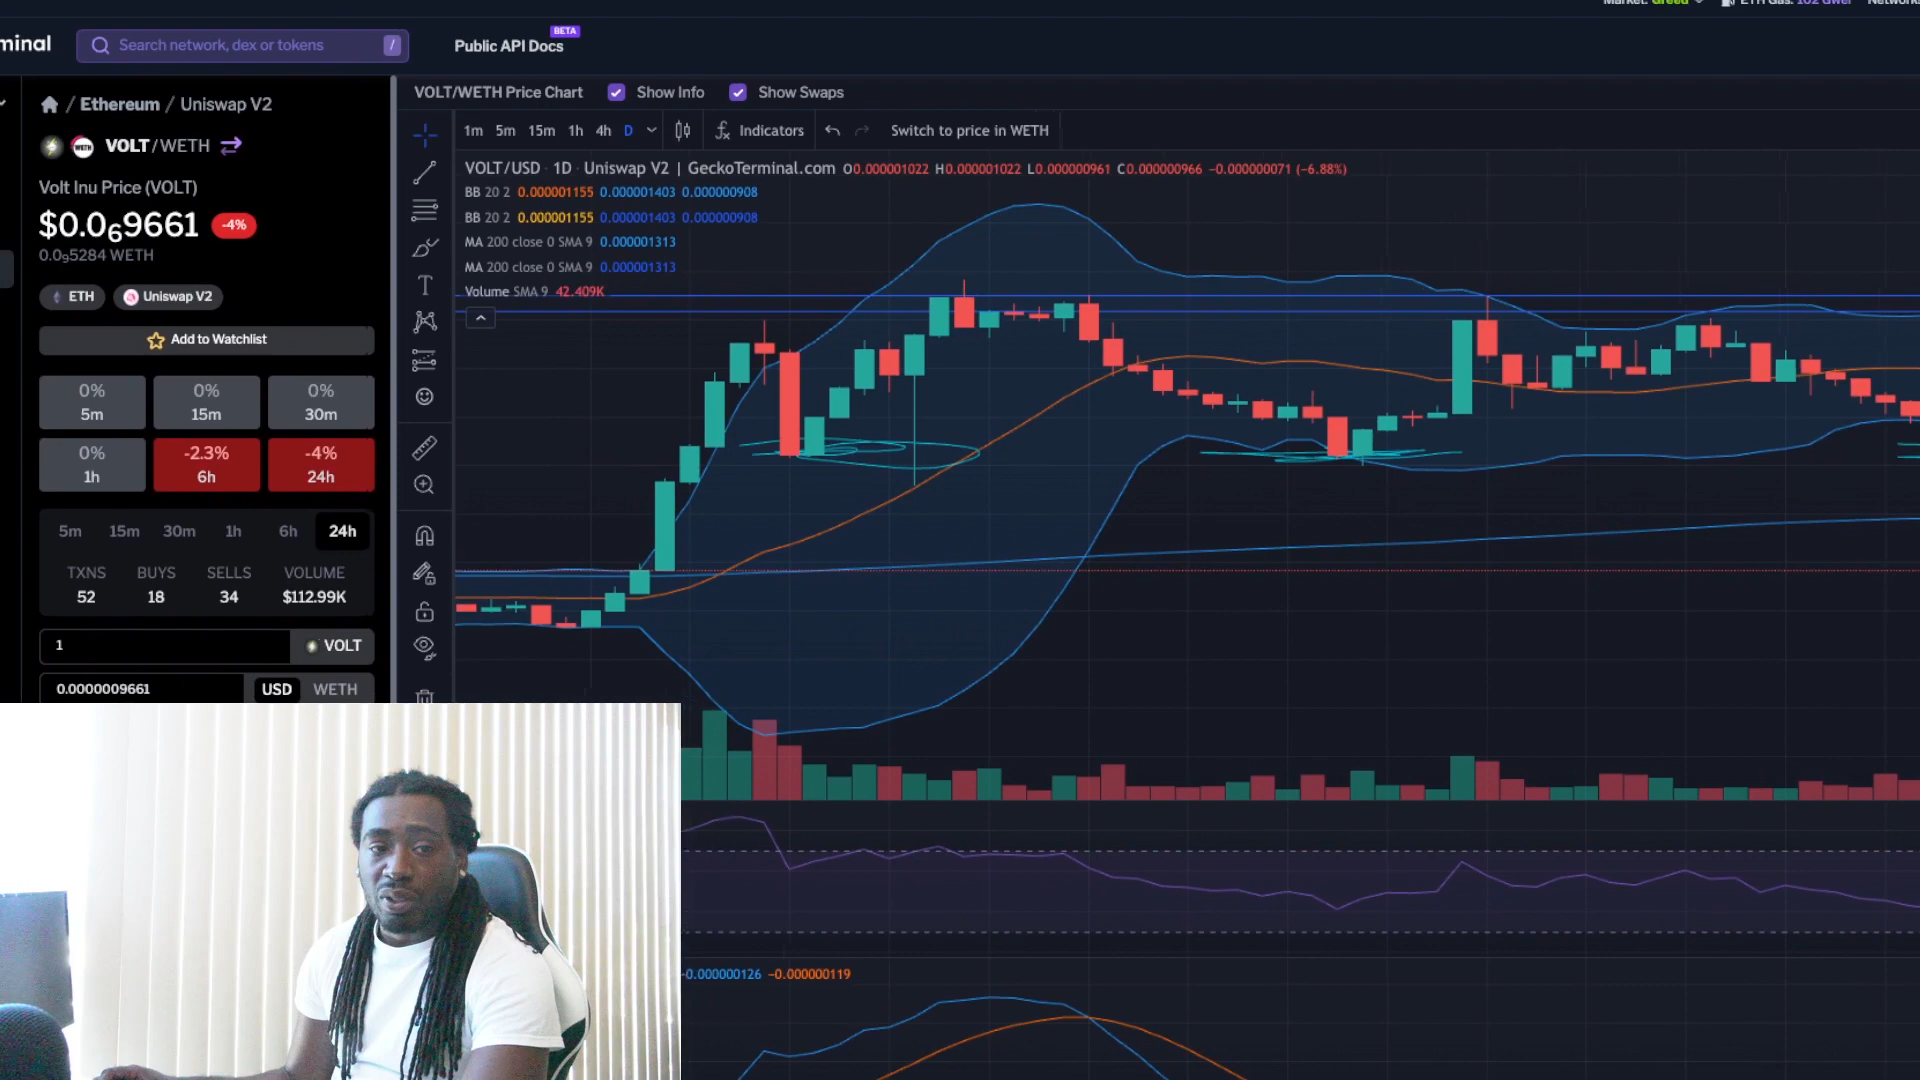 Market: Greed
ETH Gas: 102 Gwei
Network
minal
Search network, dex or tokens
/
Public API Docs
BETA
/ Ethereum / Uniswap V2
VOLT/WETH
Volt Inu Price (VOLT)
$0.0₆9661
-4%
0.0₉5284 WETH
ETH
Uniswap V2
Add to Watchlist
0% 0% 0%
5m 15m 30m
0% -2.3% -4%
1h 6h 24h
5m 15m 30m 1h 6h 24h
TXNS BUYS SELLS VOLUME
52 18 34 $112.99K
1
VOLT
0.0000009661
USD WETH
VOLT/WETH Price Chart
Show Info
Show Swaps
1m 5m 15m 1h 4h D
Indicators
Switch to price in WETH
VOLT/USD · 1D · Uniswap V2 | GeckoTerminal.com O0.000001022 H0.000001022 L0.000000961 C0.000000966 −0.000000071 (−6.88%)
BB 20 2 0.000001155 0.000001403 0.000000908
BB 20 2 0.000001155 0.000001403 0.000000908
MA 200 close 0 SMA 9 0.000001313
MA 200 close 0 SMA 9 0.000001313
Volume SMA 9 42.409K
-0.000000126 −0.000000119